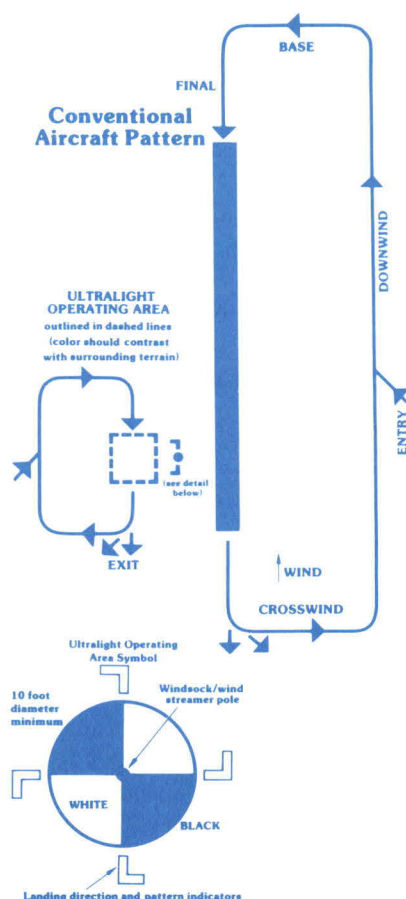 BASE
FINAL
Conventional
Aircraft Pattern
DOWNWIND
ULTRALIGHT
OPERATING AREA
outlined in dashed lines
(color should contrast
with surrounding terrain)
ENTRY
(see detail
below)
EXIT
WIND
CROSSWIND
Ultralight Operating
Area Symbol
10 foot
diameter
minimum
Windsock/wind
streamer pole
WHITE
BLACK
Landing direction and pattern indicators